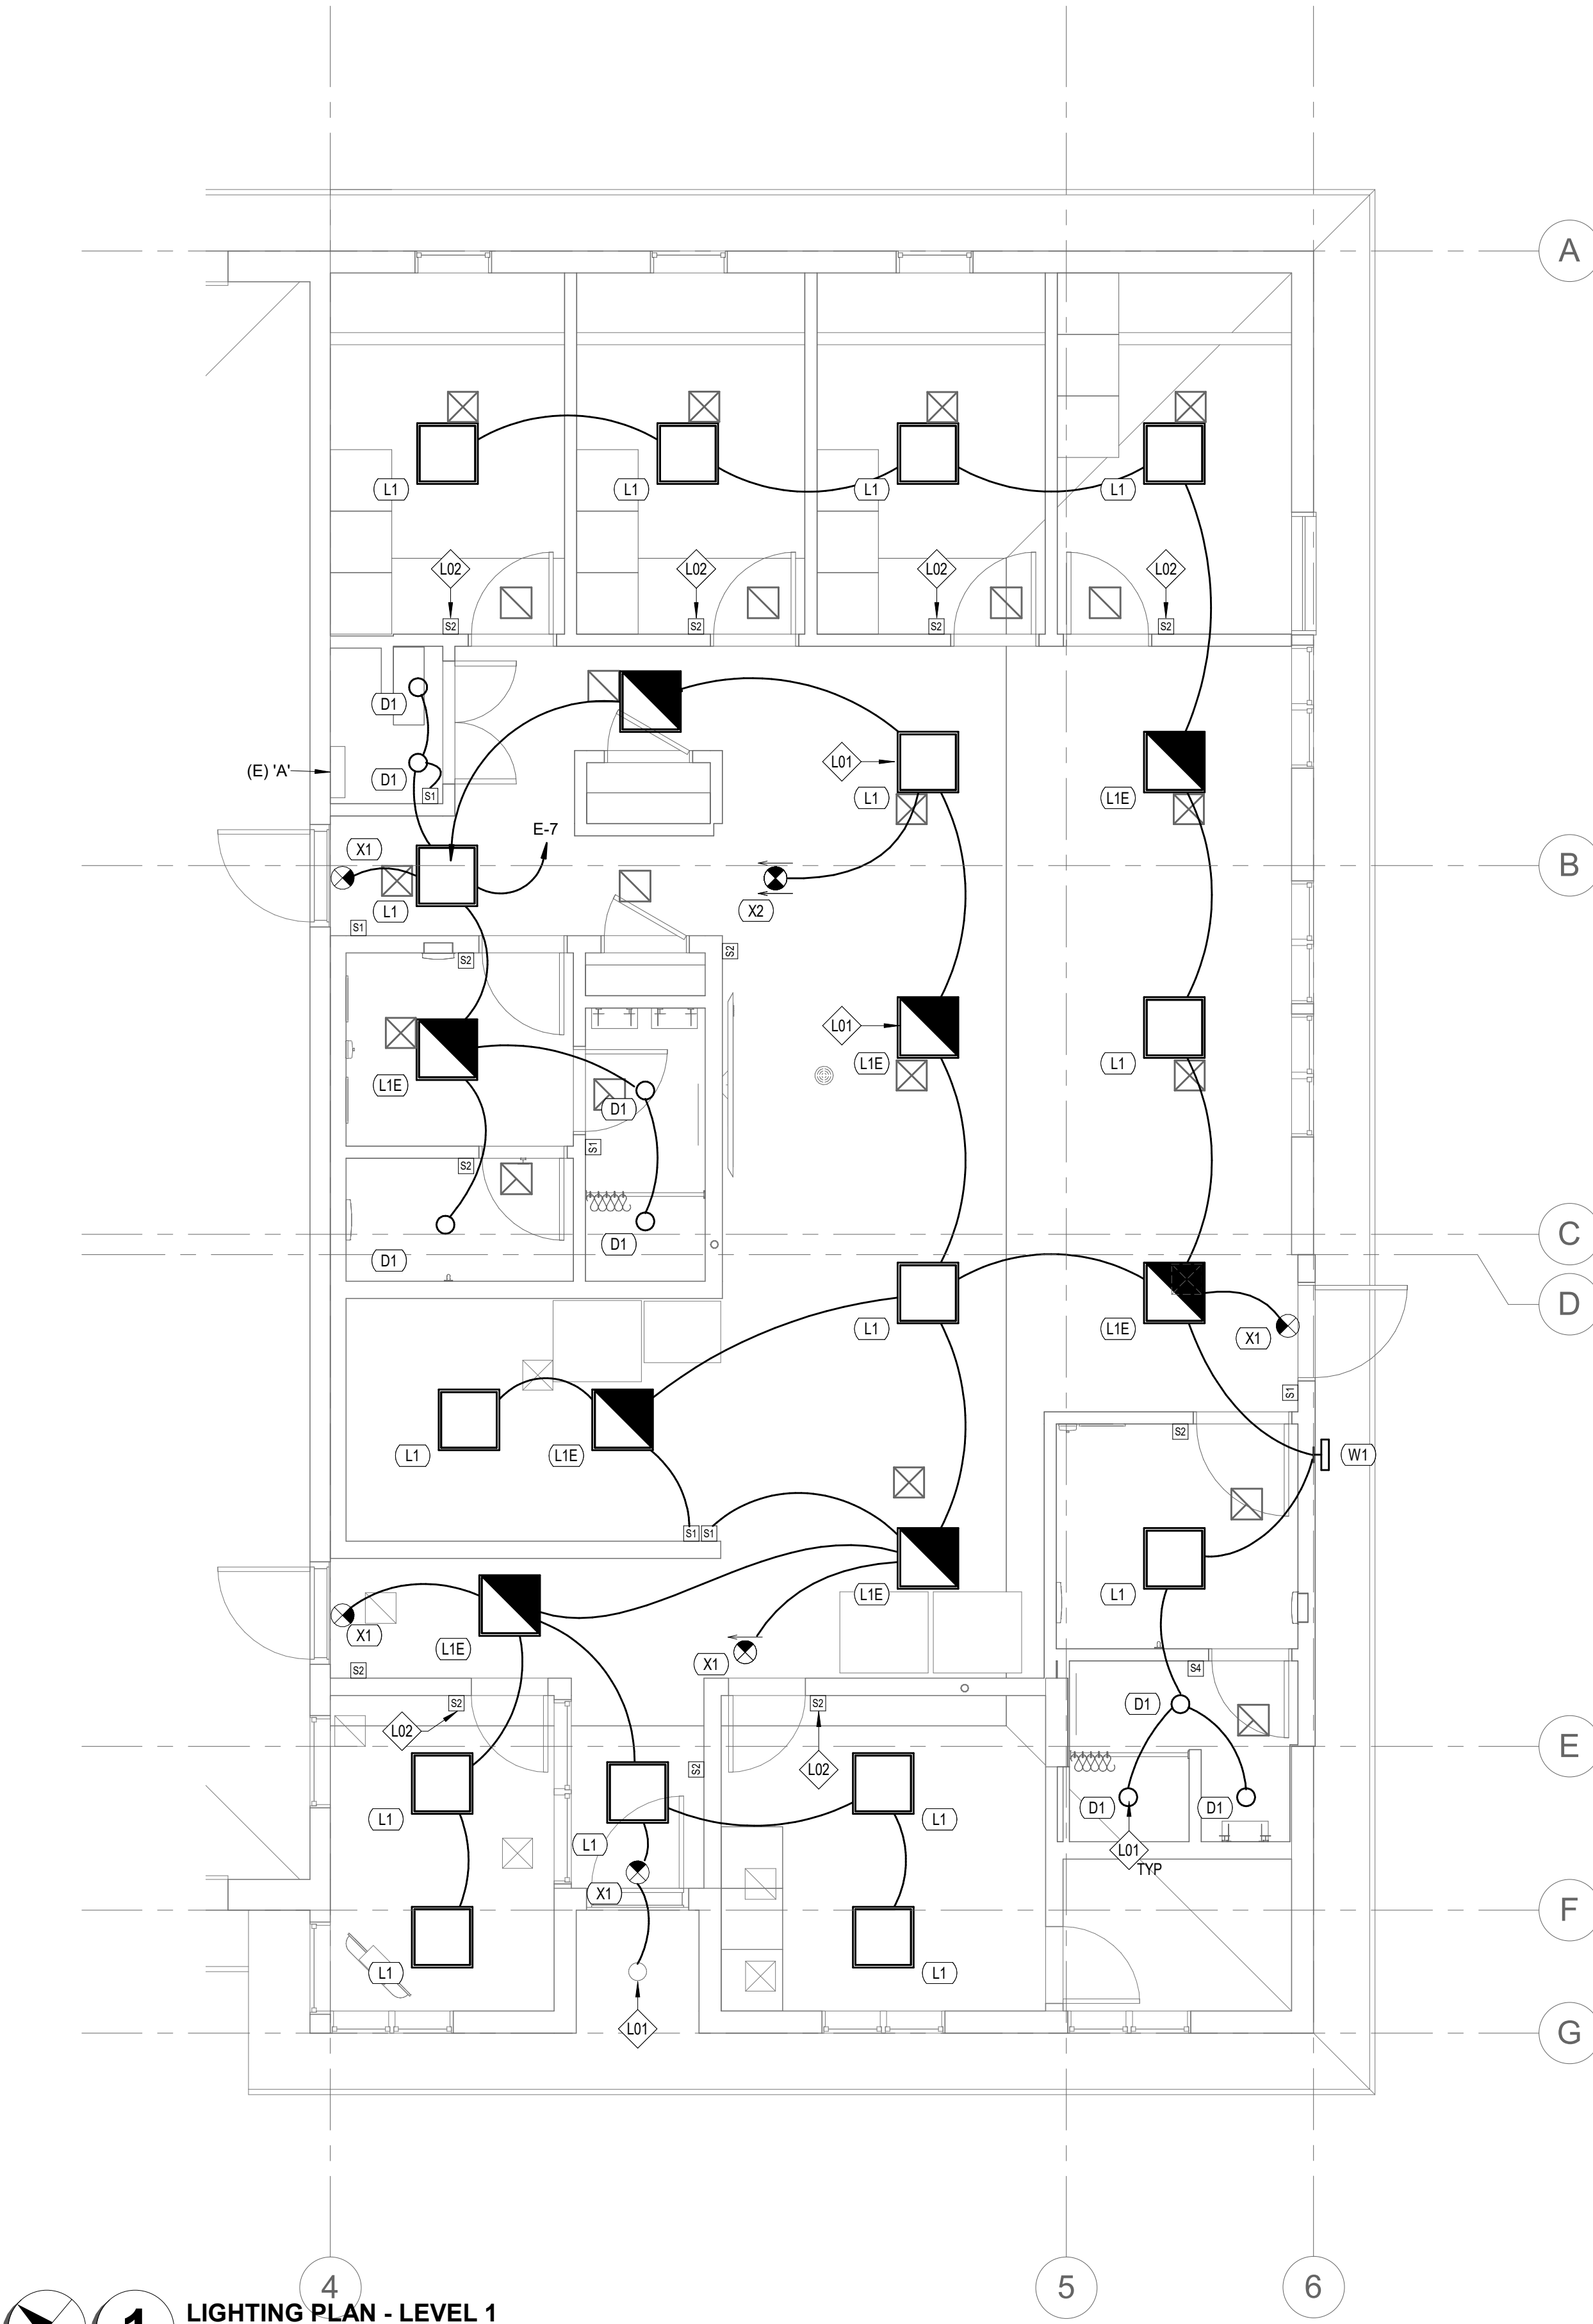 A
L1
L1
L1
L1
L02
L02
L02
L02
S2
S2
S2
S2
D1
(E) 'A'
D1
S1
L01
L1
L1E
E-7
X1
B
L1
X2
S1
S2
S2
L01
L1E
L1E
L1
D1
S1
S2
C
D1
D1
D
L1
L1E
X1
S1
S2
L1
L1E
W1
S1
S1
L1E
L1
X1
L1E
X1
S2
S4
S2
S2
D1
L02
E
S2
L02
L1
L1
D1
D1
L1
L01
TYP
X1
F
L1
L1
L01
G
4
5
6
1
LIGHTING PLAN - LEVEL 1